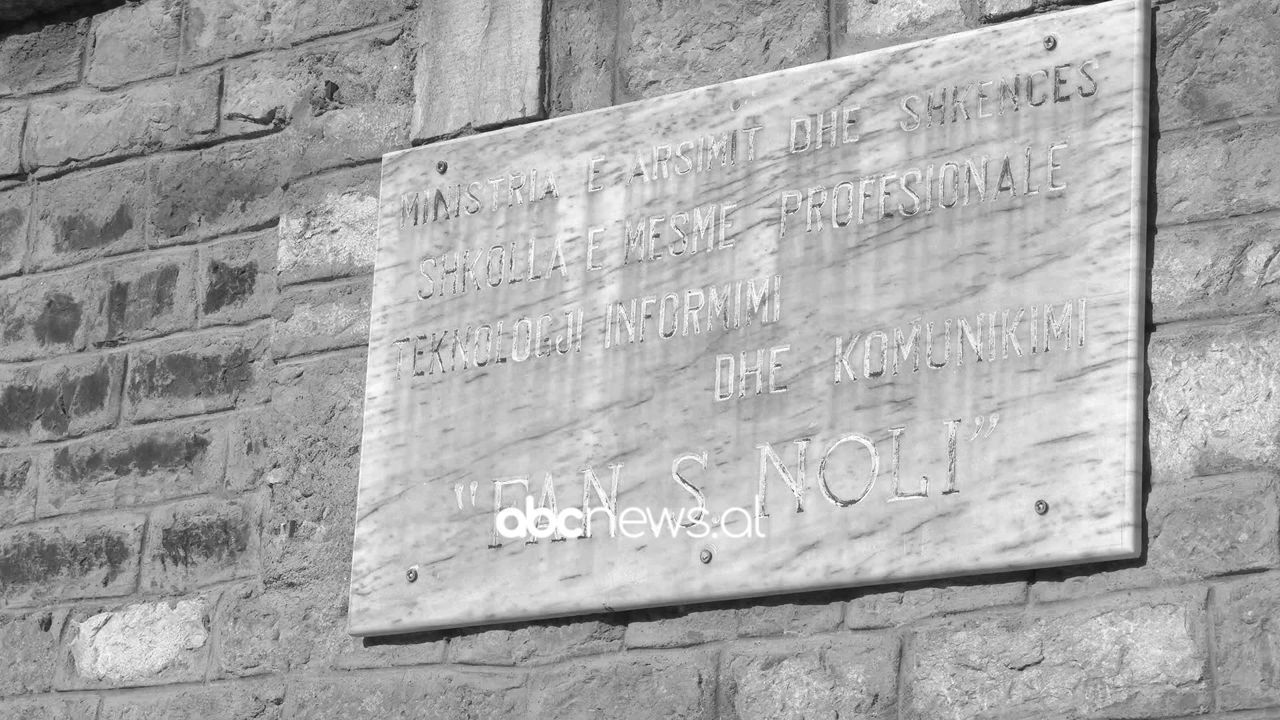 MINISTRIA E ARSIMIT DHE SHKENCES
SHKOLLA E MESME PROFESIONALE
TEKNOLOGJI INFORMIMI
DHE KOMUNIKIMI
"FAN S NOLI"
abcnews.al